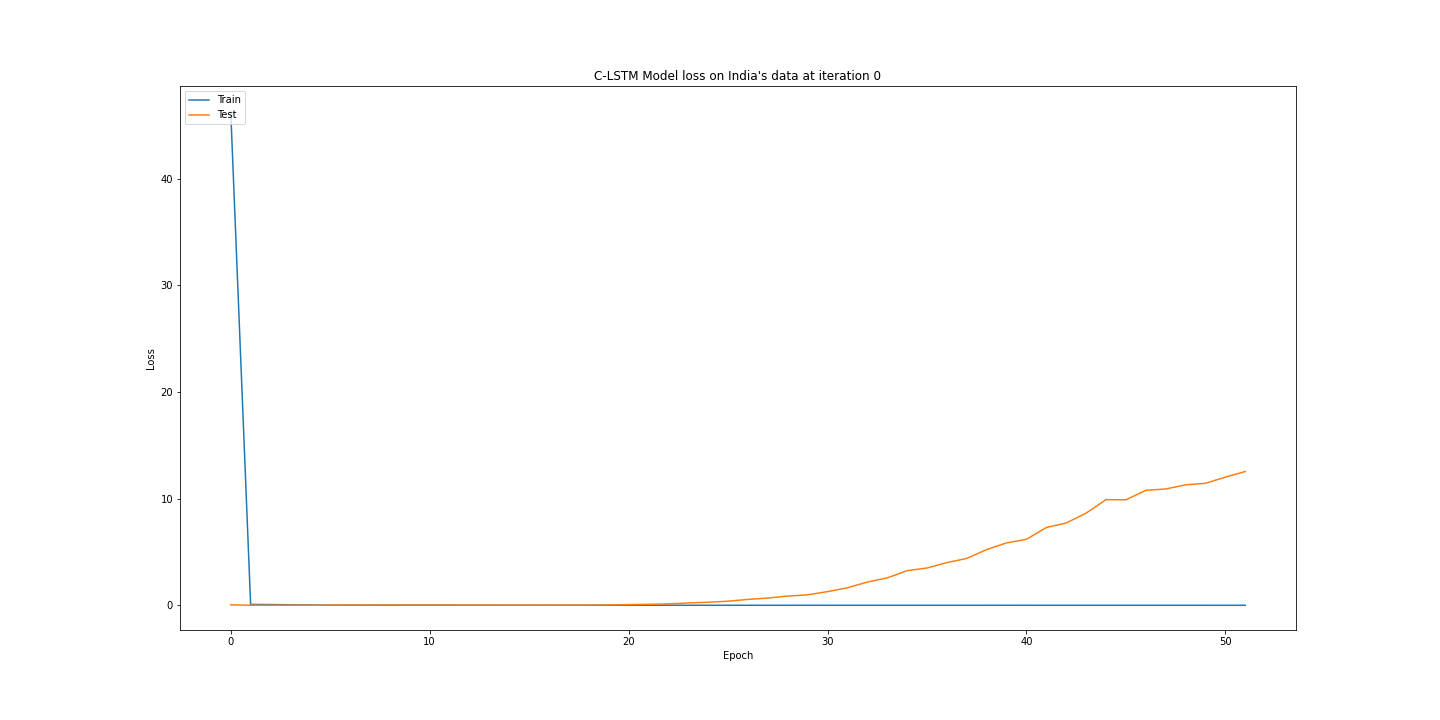 C-LSTM Model loss on India's data at iteration 0
Train
Test
40
30
20
10
0
Loss
0 10 20 30 40 50
Epoch